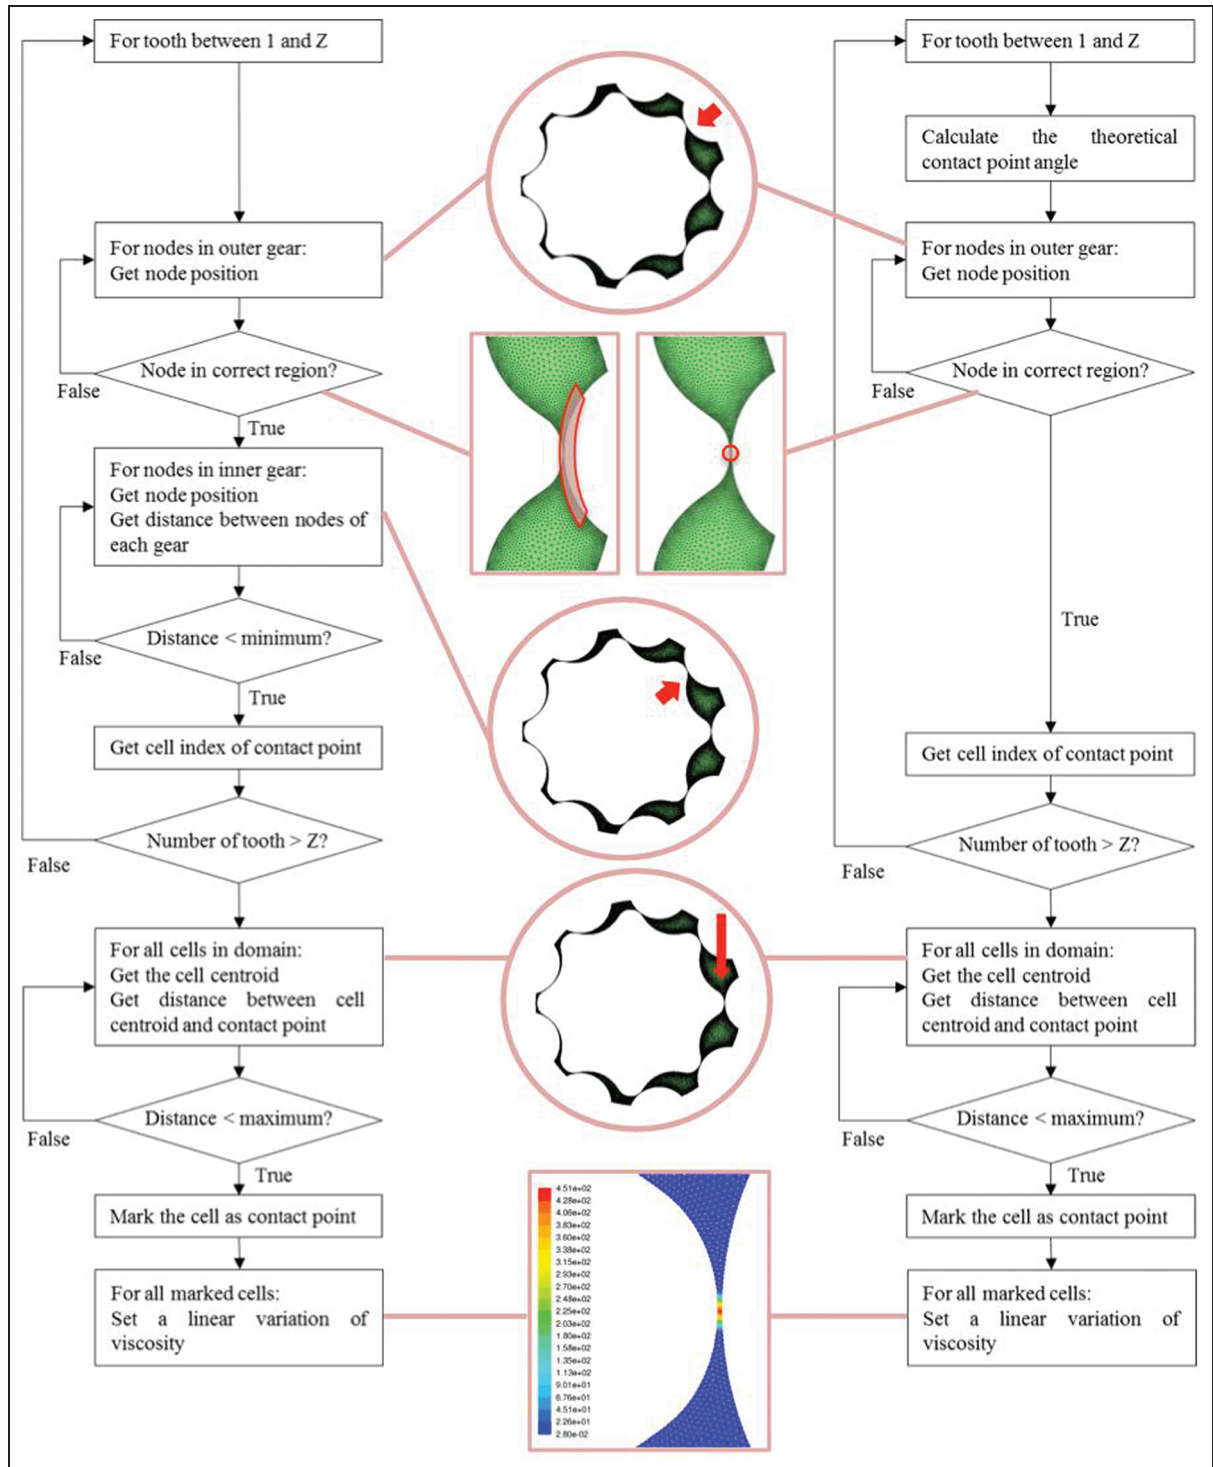 For tooth between 1 and Z
For nodes in outer gear:
Get node position
Node in correct region?
False
True
For nodes in inner gear:
Get node position
Get distance between nodes of
each gear
Distance < minimum?
False
True
Get cell index of contact point
Number of tooth > Z?
False
For all cells in domain:
Get the cell centroid
Get distance between cell
centroid and contact point
Distance < maximum?
False
True
Mark the cell as contact point
For all marked cells:
Set a linear variation of
viscosity
4.51e+02
4.28e+02
4.06e+02
3.83e+02
3.60e+02
3.38e+02
3.15e+02
2.93e+02
2.70e+02
2.48e+02
2.25e+02
2.03e+02
1.80e+02
1.58e+02
1.35e+02
1.13e+02
9.01e+01
6.76e+01
4.51e+01
2.26e+01
2.80e-02
For tooth between 1 and Z
Calculate the theoretical
contact point angle
For nodes in outer gear:
Get node position
Node in correct region?
False
True
Get cell index of contact point
Number of tooth > Z?
False
For all cells in domain:
Get the cell centroid
Get distance between cell
centroid and contact point
Distance < maximum?
False
True
Mark the cell as contact point
For all marked cells:
Set a linear variation of
viscosity